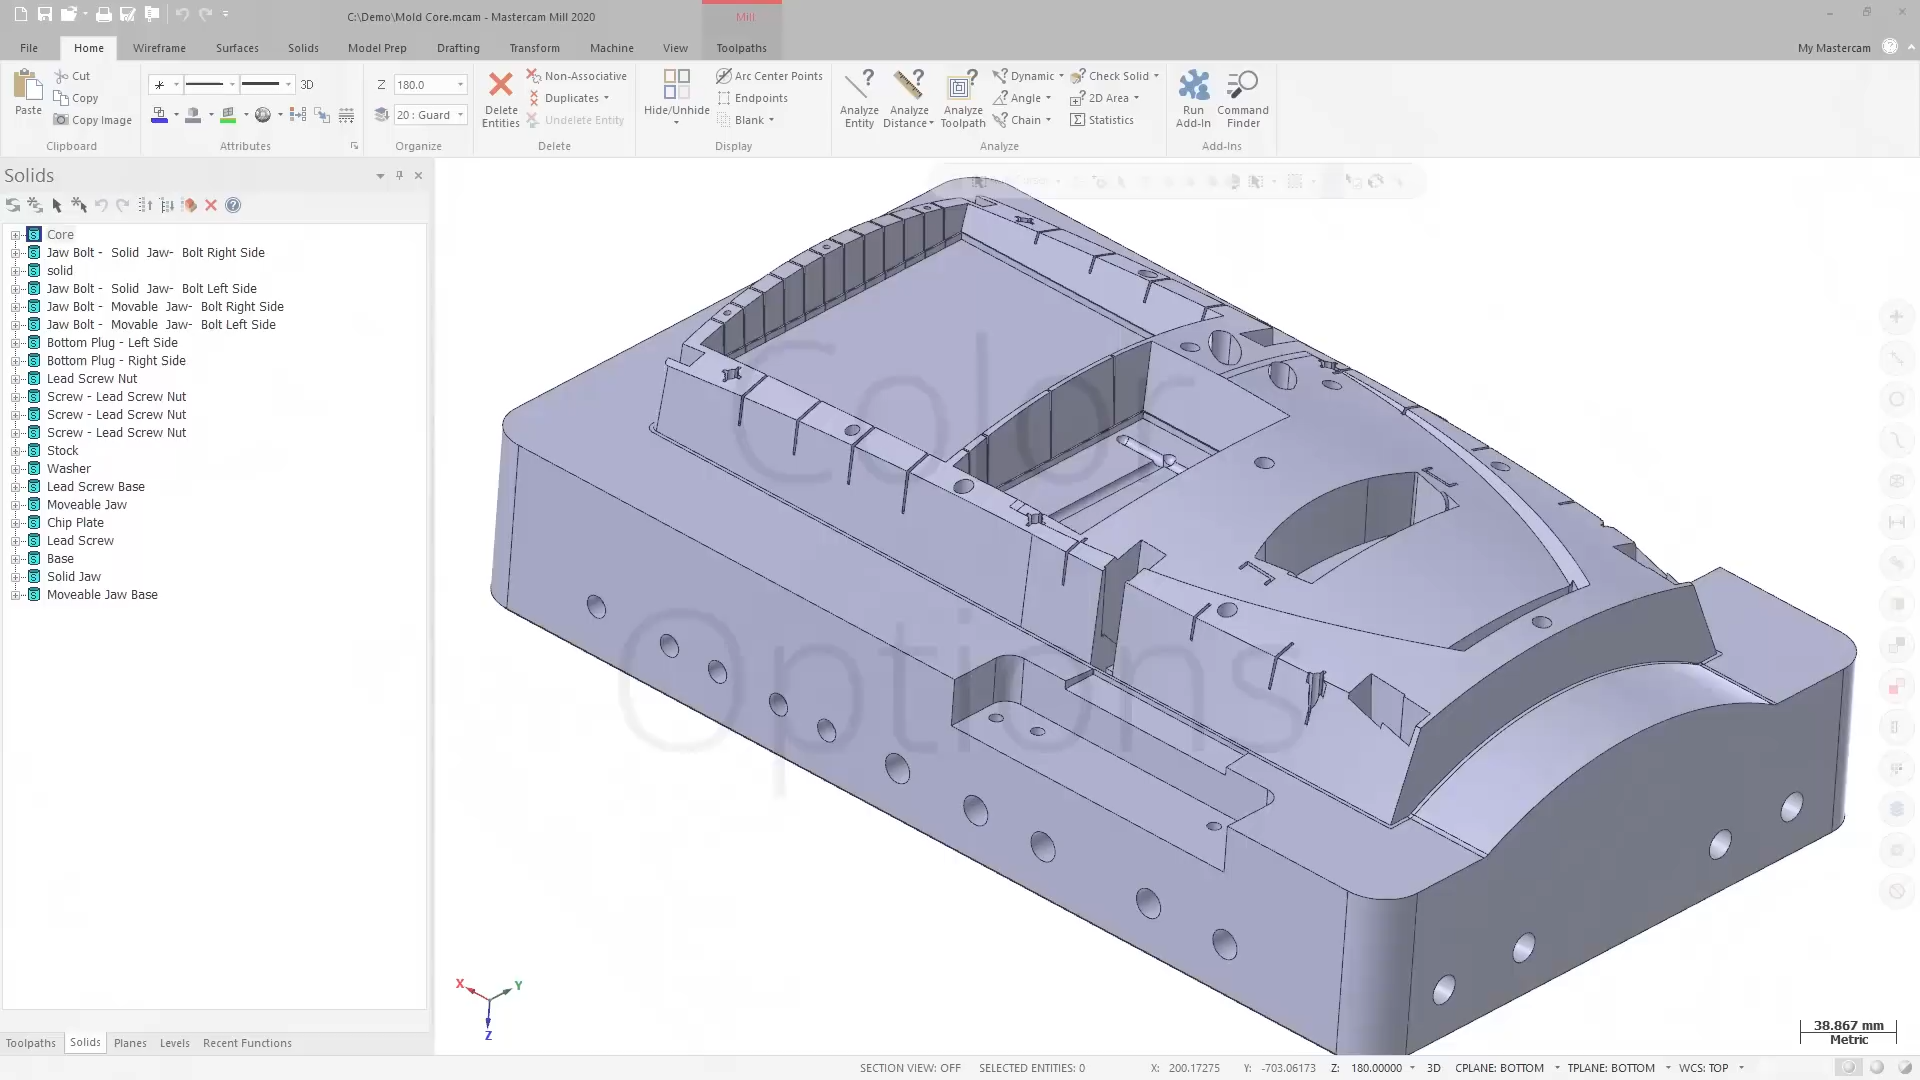 C:\Demo\Mold Core.mcam - Mastercam Mill 2020
Mill
File Home Wireframe Surfaces Solids Model Prep Drafting Transform Machine View Toolpaths My Mastercam
Paste
Cut
Copy
Copy Image
Clipboard
3D
Attributes
Z 180.0
20 : Guard
Organize
Delete Entities
Non-Associative
Duplicates
Undelete Entity
Delete
Hide/Unhide
Arc Center Points
Endpoints
Blank
Display
Analyze Entity
Analyze Distance
Analyze Toolpath
Dynamic
Angle
Chain
Check Solid
2D Area
Statistics
Analyze
Run Add-In
Command Finder
Add-Ins
Solids
Core
Jaw Bolt - Solid Jaw- Bolt Right Side
solid
Jaw Bolt - Solid Jaw- Bolt Left Side
Jaw Bolt - Movable Jaw- Bolt Right Side
Jaw Bolt - Movable Jaw- Bolt Left Side
Bottom Plug - Left Side
Bottom Plug - Right Side
Lead Screw Nut
Screw - Lead Screw Nut
Screw - Lead Screw Nut
Screw - Lead Screw Nut
Stock
Washer
Lead Screw Base
Moveable Jaw
Chip Plate
Lead Screw
Base
Solid Jaw
Moveable Jaw Base
Color
Options
X Y
Z
38.867 mm
Metric
Toolpaths Solids Planes Levels Recent Functions
SECTION VIEW: OFF SELECTED ENTITIES: 0 X: 200.17275 Y: -703.06173 Z: 180.00000 3D CPLANE: BOTTOM TPLANE: BOTTOM WCS: TOP